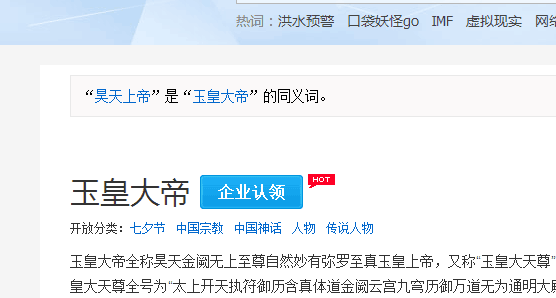 热词：洪水预警 口袋妖怪go IMF 虚拟现实 网络
“昊天上帝”是“玉皇大帝”的同义词。
玉皇大帝 企业认领 HOT
开放分类：七夕节 中国宗教 中国神话 人物 传说人物
玉皇大帝全称昊天金阙无上至尊自然妙有弥罗至真玉皇上帝，又称“玉皇大天尊”
皇大天尊全号为“太上开天执符御历含真体道金阙云宫九穹历御万道无为通明大